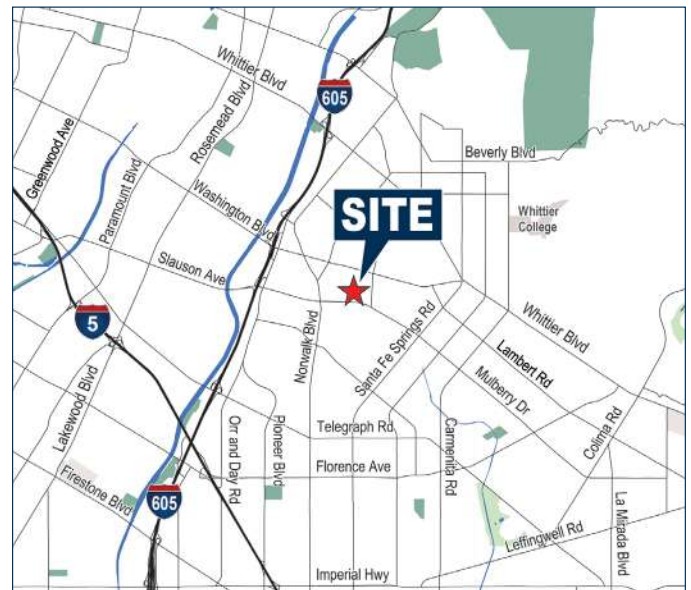 Whittier Blvd
605
Rosemead Blvd
Greenwood Ave
Paramount Blvd
Beverly Blvd
Washington Blvd
SITE
Whittier
College
Slauson Ave
5
Norwalk Blvd
Santa Fe Springs Rd
Whittier Blvd
Lambert Rd
Mulberry Dr
Lakewood Blvd
Orr and Day Rd
Pioneer Blvd
Telegraph Rd
Carmenita Rd
Colima Rd
Florence Ave
Firestone Blvd
605
La Mirada Blvd
Leffingwell Rd
Imperial Hwy